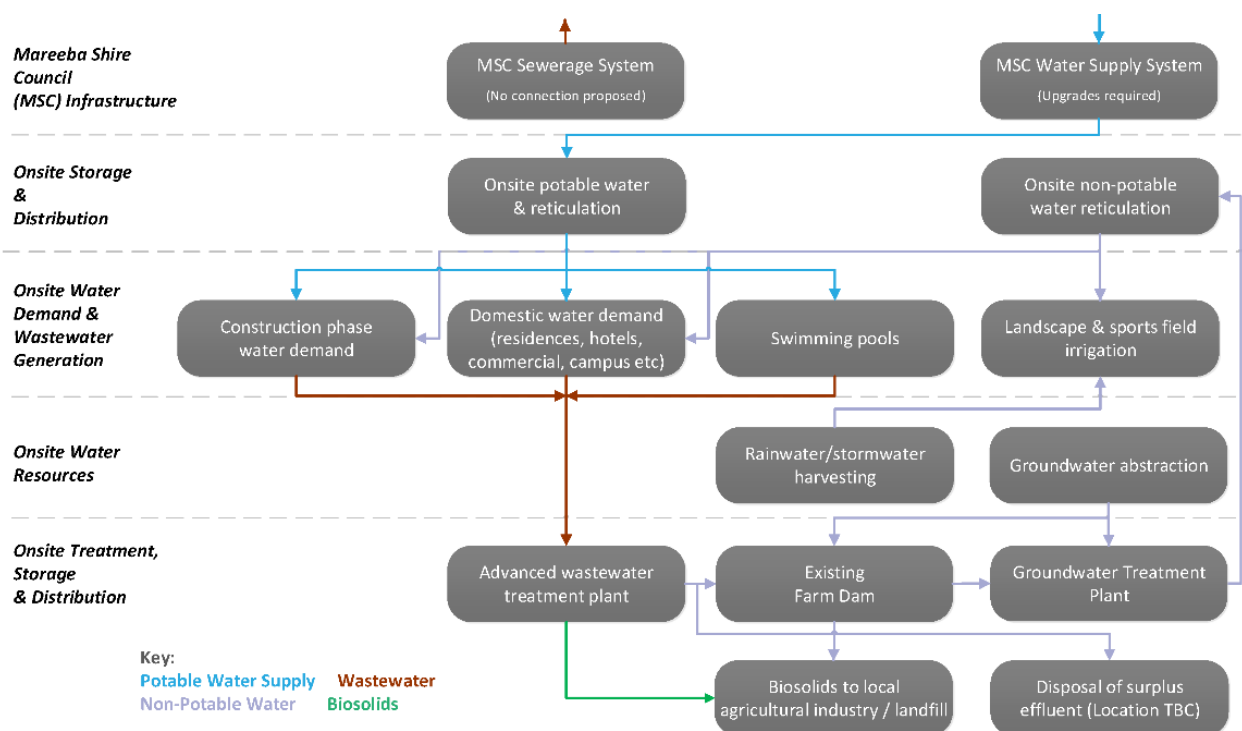 Mareeba Shire
Council
(MSC) Infrastructure
MSC Sewerage System
(No connection proposed)
MSC Water Supply System
(Upgrades required)
Onsite Storage
&
Distribution
Onsite potable water
& reticulation
Onsite non-potable
water reticulation
Onsite Water
Demand &
Wastewater
Generation
Construction phase
water demand
Domestic water demand
(residences, hotels,
commercial, campus etc)
Swimming pools
Landscape & sports field
irrigation
Onsite Water
Resources
Rainwater/stormwater
harvesting
Groundwater abstraction
Onsite Treatment,
Storage
& Distribution
Advanced wastewater
treatment plant
Existing
Farm Dam
Groundwater Treatment
Plant
Biosolids to local
agricultural industry / landfill
Disposal of surplus
effluent (Location TBC)
Key:
Potable Water Supply Wastewater
Non-Potable Water Biosolids